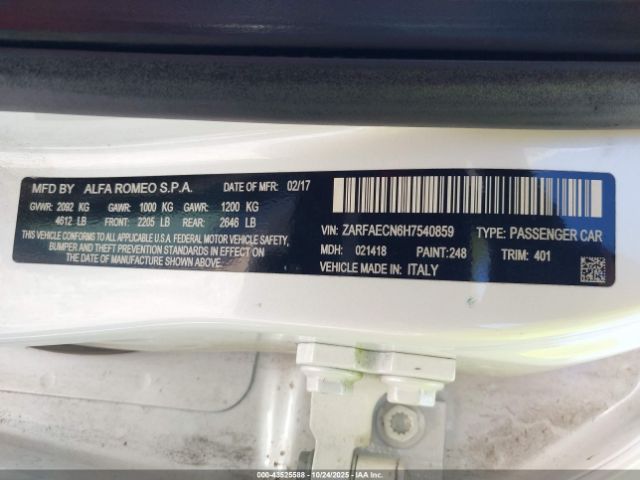 MFD BY ALFA ROMEO S.P.A. DATE OF MFR: 02/17
GVWR: 2092 KG GAWR: 1000 KG GAWR: 1200 KG
4612 LB FRONT: 2205 LB REAR: 2646 LB
THIS VEHICLE CONFORMS TO ALL APPLICABLE U.S.A. FEDERAL MOTOR VEHICLE SAFETY,
BUMPER AND THEFT PREVENTION STANDARDS IN EFFECT ON
THE DATE OF MANUFACTURE SHOWN ABOVE.
VIN: ZARFAECN6H7540859 TYPE: PASSENGER CAR
MDH: 021418 PAINT: 248 TRIM: 401
VEHICLE MADE IN: ITALY
000-43525588 - 10/24/2025 - IAAI.com